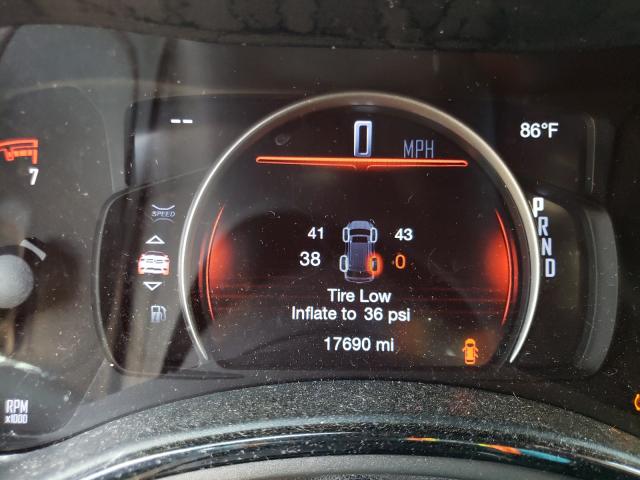 --
0 MPH
86°F
7
SPEED
41 43
38 0
P
R
N
D
Tire Low
Inflate to 36 psi
17690 mi
RPM
x1000